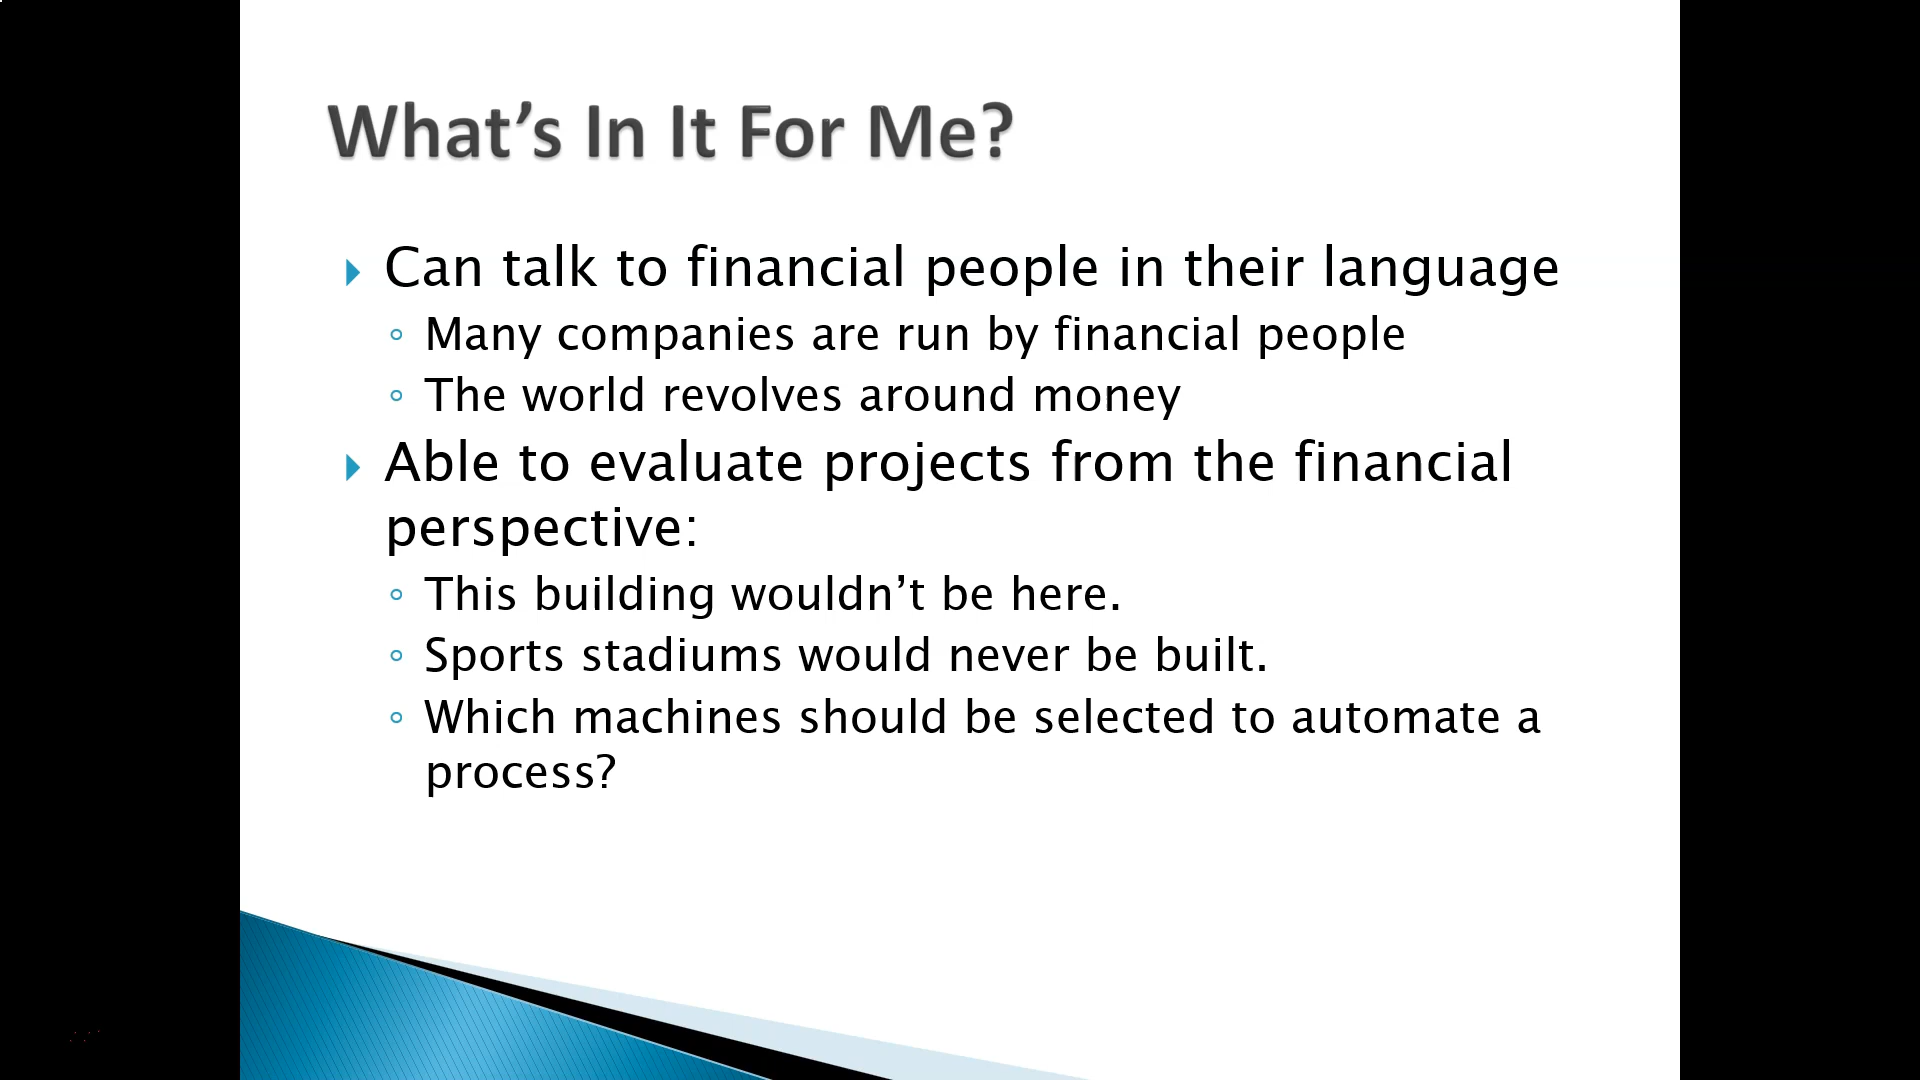 What’s In It For Me?
Can talk to financial people in their language
Many companies are run by financial people
The world revolves around money
Able to evaluate projects from the financial
perspective:
This building wouldn’t be here.
Sports stadiums would never be built.
Which machines should be selected to automate a
process?